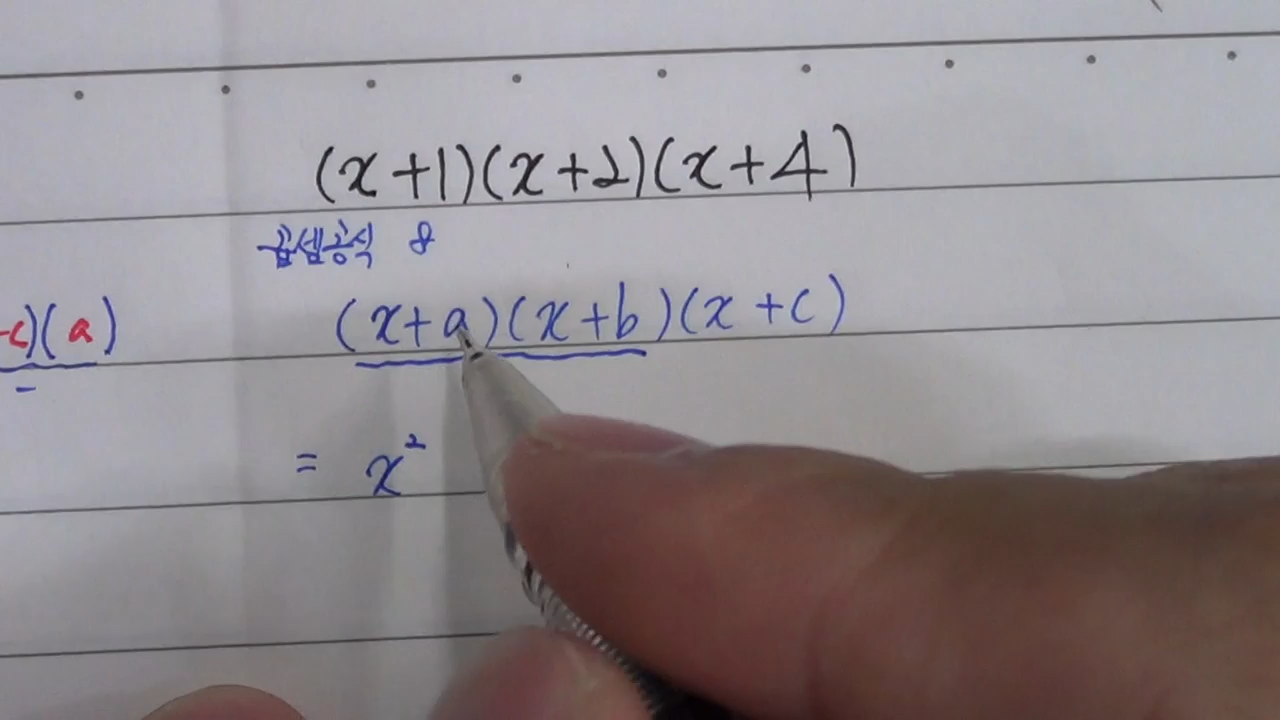 (x+1)(x+2)(x+4)
곱셈공식 8
-c)(a) (x+a)(x+b)(x+c)
= x²